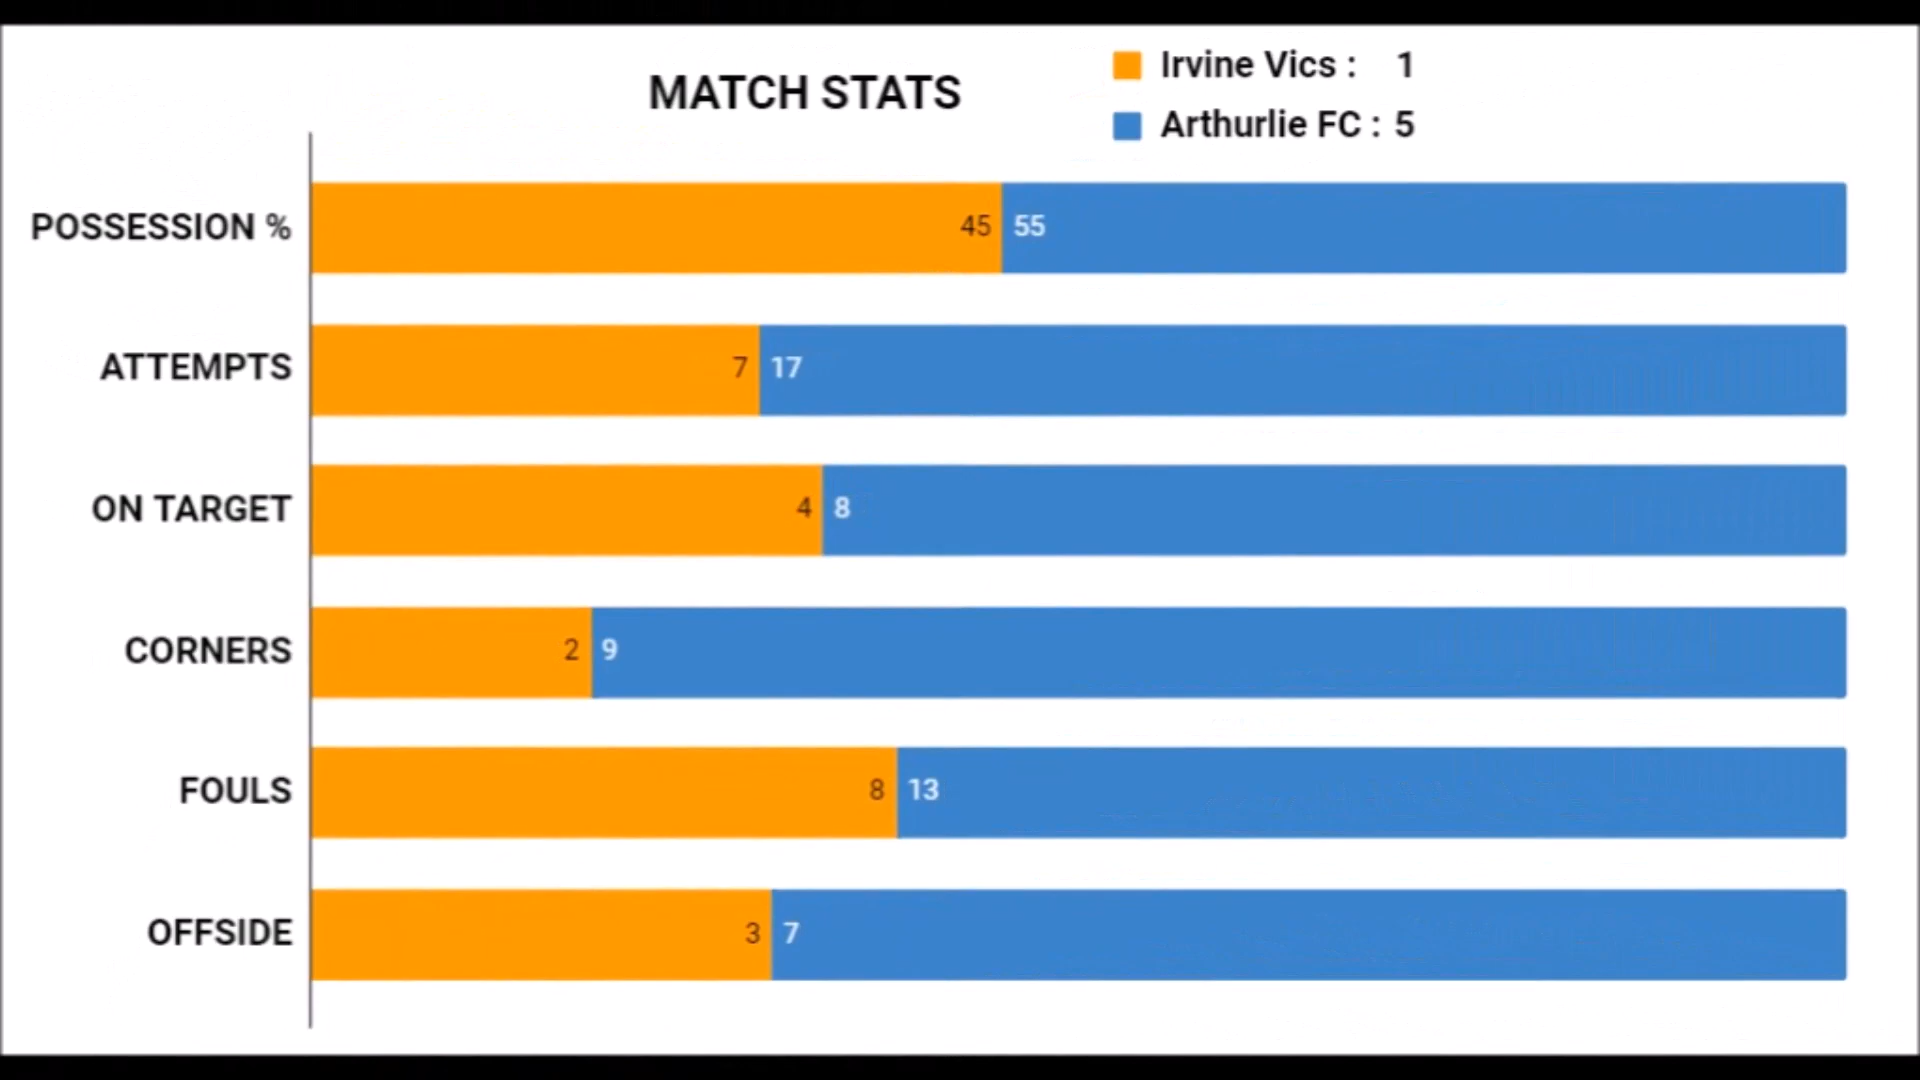 MATCH STATS
Irvine Vics : 1
Arthurlie FC : 5
POSSESSION % 45 55
ATTEMPTS 7 17
ON TARGET 4 8
CORNERS 2 9
FOULS 8 13
OFFSIDE 3 7